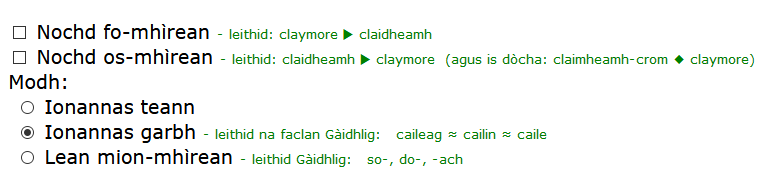 Nochd fo-mhìrean - leithid: claymore ▶ claidheamh
Nochd os-mhìrean - leithid: claidheamh ▶ claymore (agus is dòcha: claimheamh-crom ◆ claymore)
Modh:
Ionannas teann
Ionannas garbh - leithid na faclan Gàidhlig: caileag ≈ cailin ≈ caile
Lean mion-mhìrean - leithid Gàidhlig: so-, do-, -ach